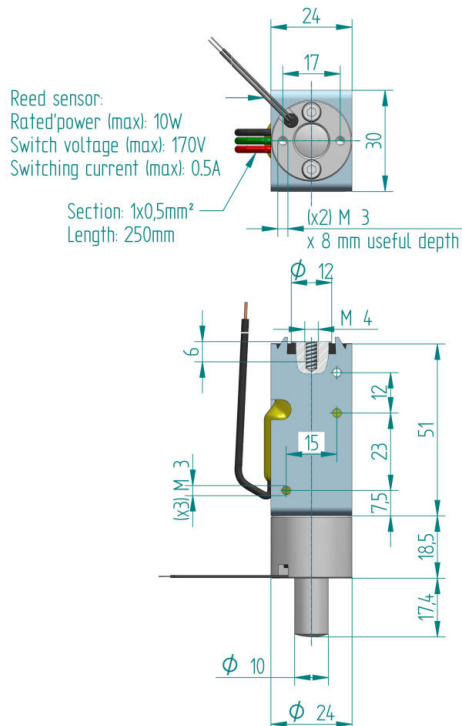 24
17
Reed sensor:
Rated'power (max): 10W
Switch voltage (max): 170V
Switching current (max): 0.5A
30
Section: 1x0,5mm²
Length: 250mm
(x2) M 3
x 8 mm useful depth
ϕ 12
M 4
6
12
15
23
51
(x3) M 3
7,5
18,5
17,4
ϕ 10
ϕ 24